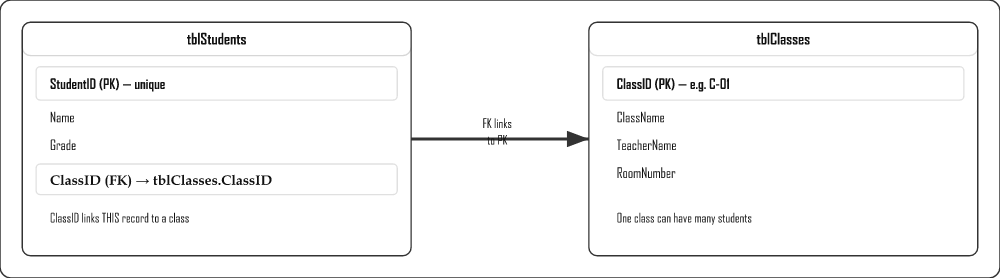 tblStudents
StudentID (PK) — unique
Name
Grade
ClassID (FK) → tblClasses.ClassID
ClassID links THIS record to a class
FK links
to PK
tblClasses
ClassID (PK) — e.g. C-01
ClassName
TeacherName
RoomNumber
One class can have many students